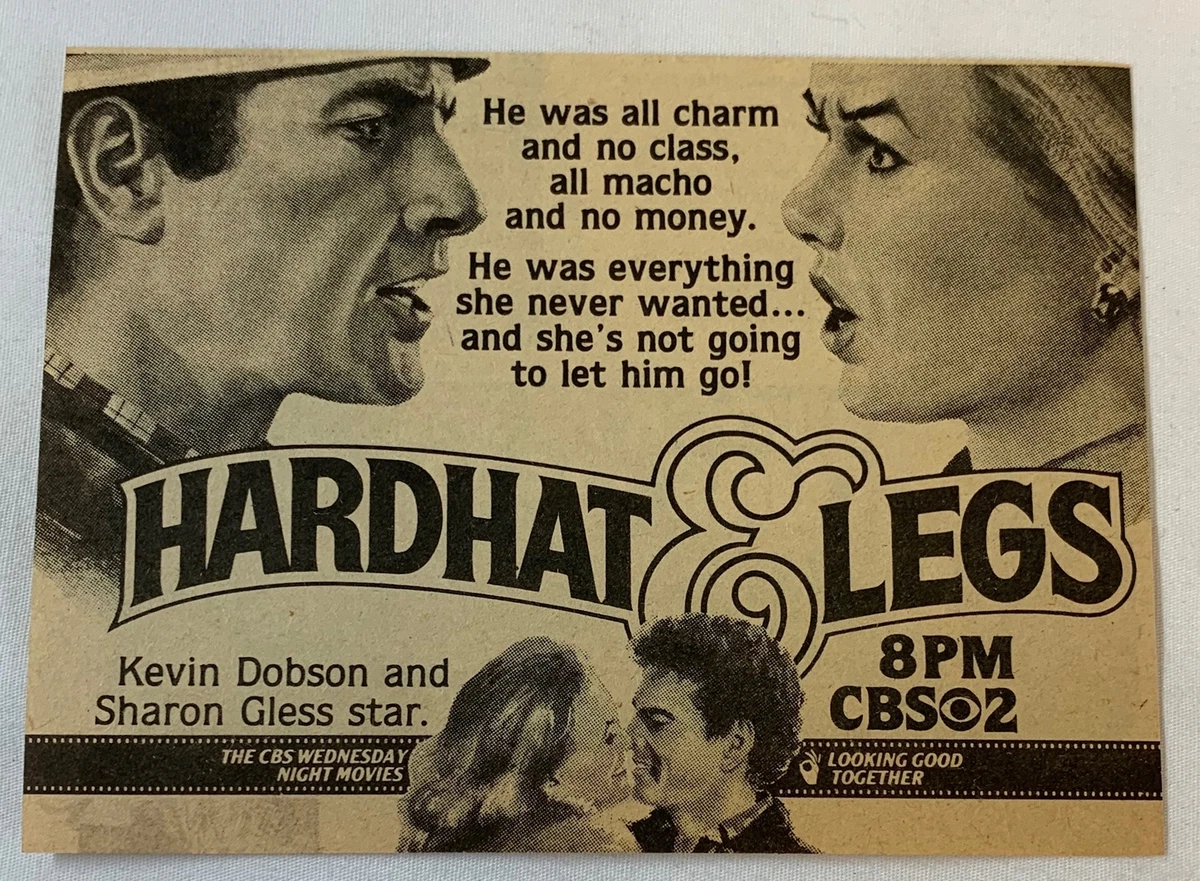 He was all charm
and no class,
all macho
and no money.
He was everything
she never wanted...
and she's not going
to let him go!
HARDHAT & LEGS
Kevin Dobson and
Sharon Gless star.
8PM
CBS 2
THE CBS WEDNESDAY
NIGHT MOVIES
LOOKING GOOD
TOGETHER